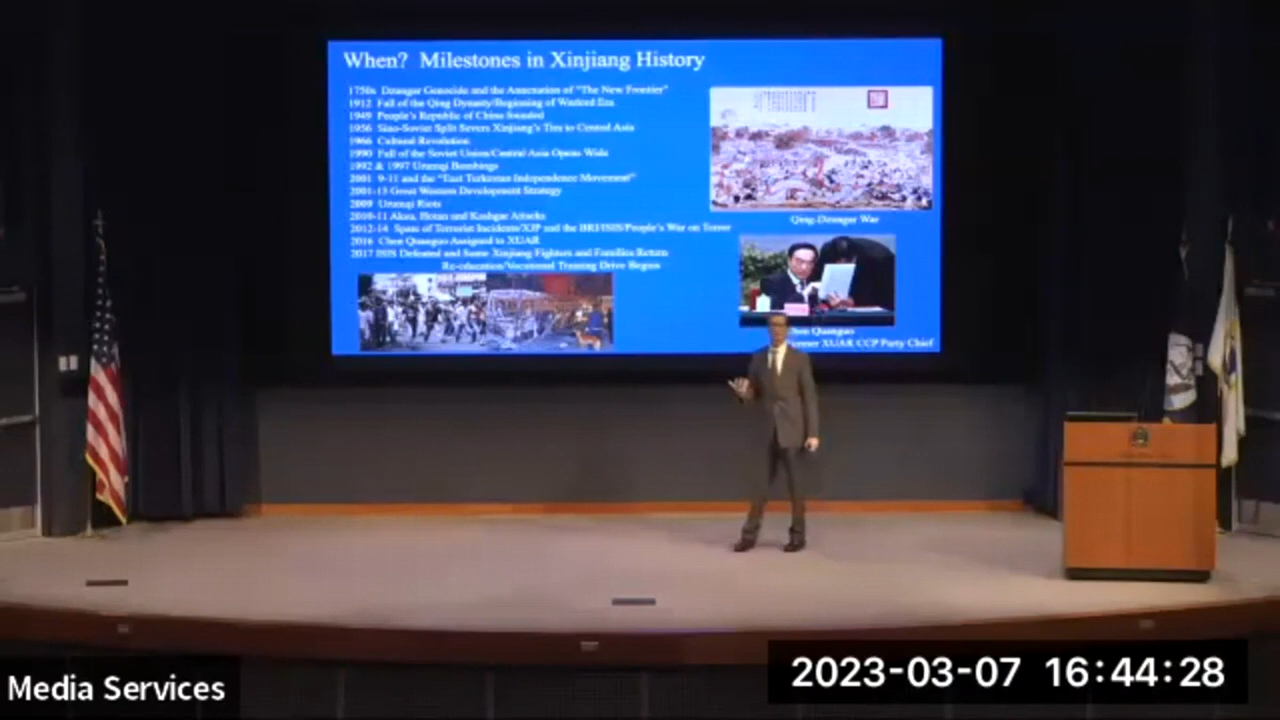 When? Milestones in Xinjiang History
1750s Dzungar Genocide and the Annexation of "The New Frontier"
1912 Fall of the Qing Dynasty/Beginning of Warlord Era
1949 People's Republic of China founded
1956 Sino-Soviet Split Severs Xinjiang's Ties to Central Asia
1966 Cultural Revolution
1990 Fall of the Soviet Union/Central Asia Opens Wide
1992 & 1997 Urumqi Bombings
2001 9-11 and the "East Turkestan Independence Movement"
2001-15 Great Western Development Strategy
2009 Urumqi Riots
2010-11 Aksu, Hotan and Kashgar Attacks
2012-14 Spate of Terrorist Incidents/XJP and the BRI/ISIS/People's War on Terror
2016 Chen Quanguo Assigned to XUAR
2017 ISIS Defeated and Some Xinjiang Fighters and Families Return
Re-education/Vocational Training Drive Begins
Qing-Dzungar War
Chen Quanguo
Former XUAR CCP Party Chief
Media Services
2023-03-07 16:44:28